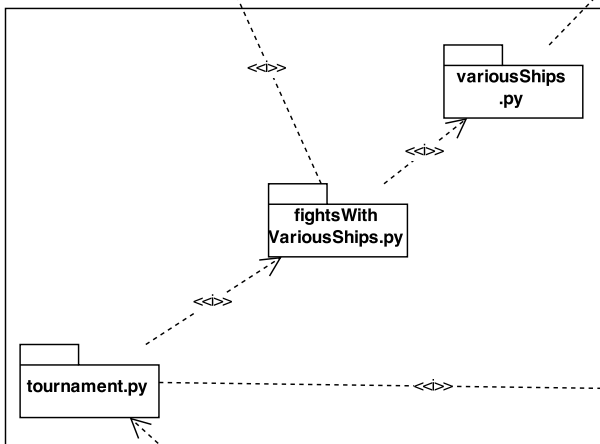 <<d>>
variousShips
.py
<<d>>
fightsWith
VariousShips.py
<<d>>
tournament.py
<<d>>